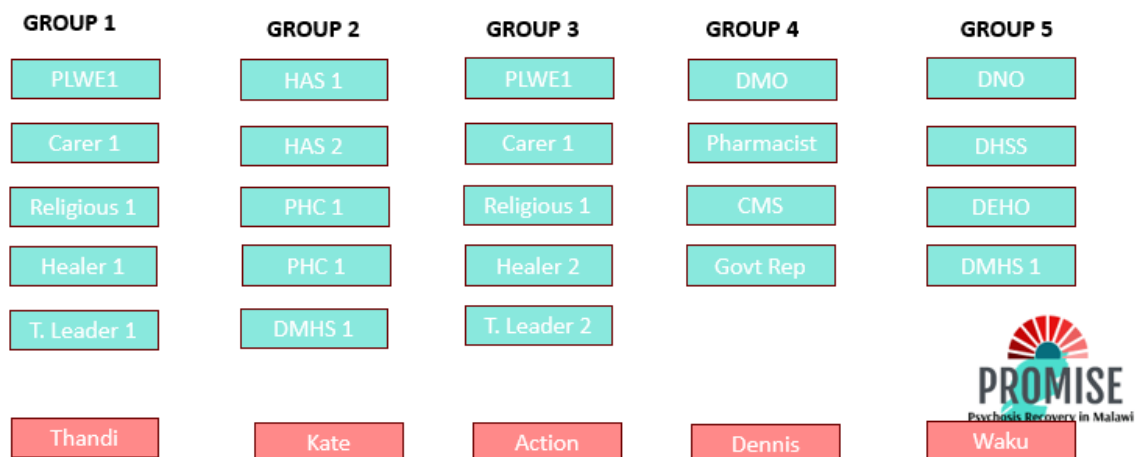 GROUP 1
PLWE1
Carer 1
Religious 1
Healer 1
T. Leader 1
Thandi
GROUP 2
HAS 1
HAS 2
PHC 1
PHC 1
DMHS 1
Kate
GROUP 3
PLWE1
Carer 1
Religious 1
Healer 2
T. Leader 2
Action
GROUP 4
DMO
Pharmacist
CMS
Govt Rep
Dennis
GROUP 5
DNO
DHSS
DEHO
DMHS 1
PROMISE
Psychosis Recovery in Malawi
Waku